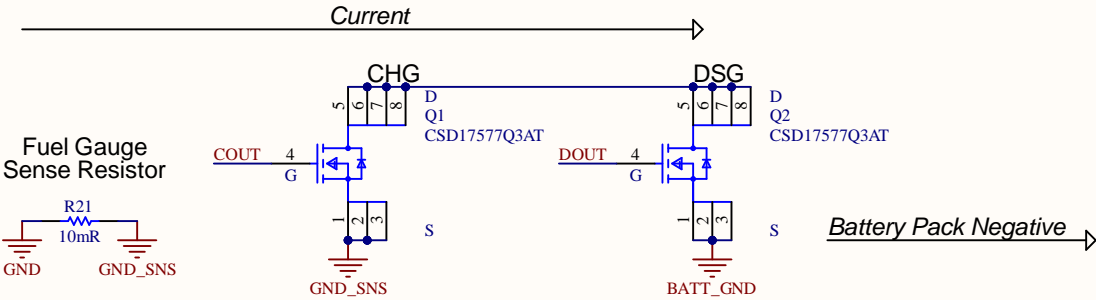 Current
CHG
DSG
5 6 7 8
D
Q1
CSD17577Q3AT
5 6 7 8
D
Q2
CSD17577Q3AT
Fuel Gauge
Sense Resistor
COUT 4
G
DOUT 4
G
R21
10mR
GND
GND_SNS
1 2 3
S
GND_SNS
1 2 3
S
BATT_GND
Battery Pack Negative